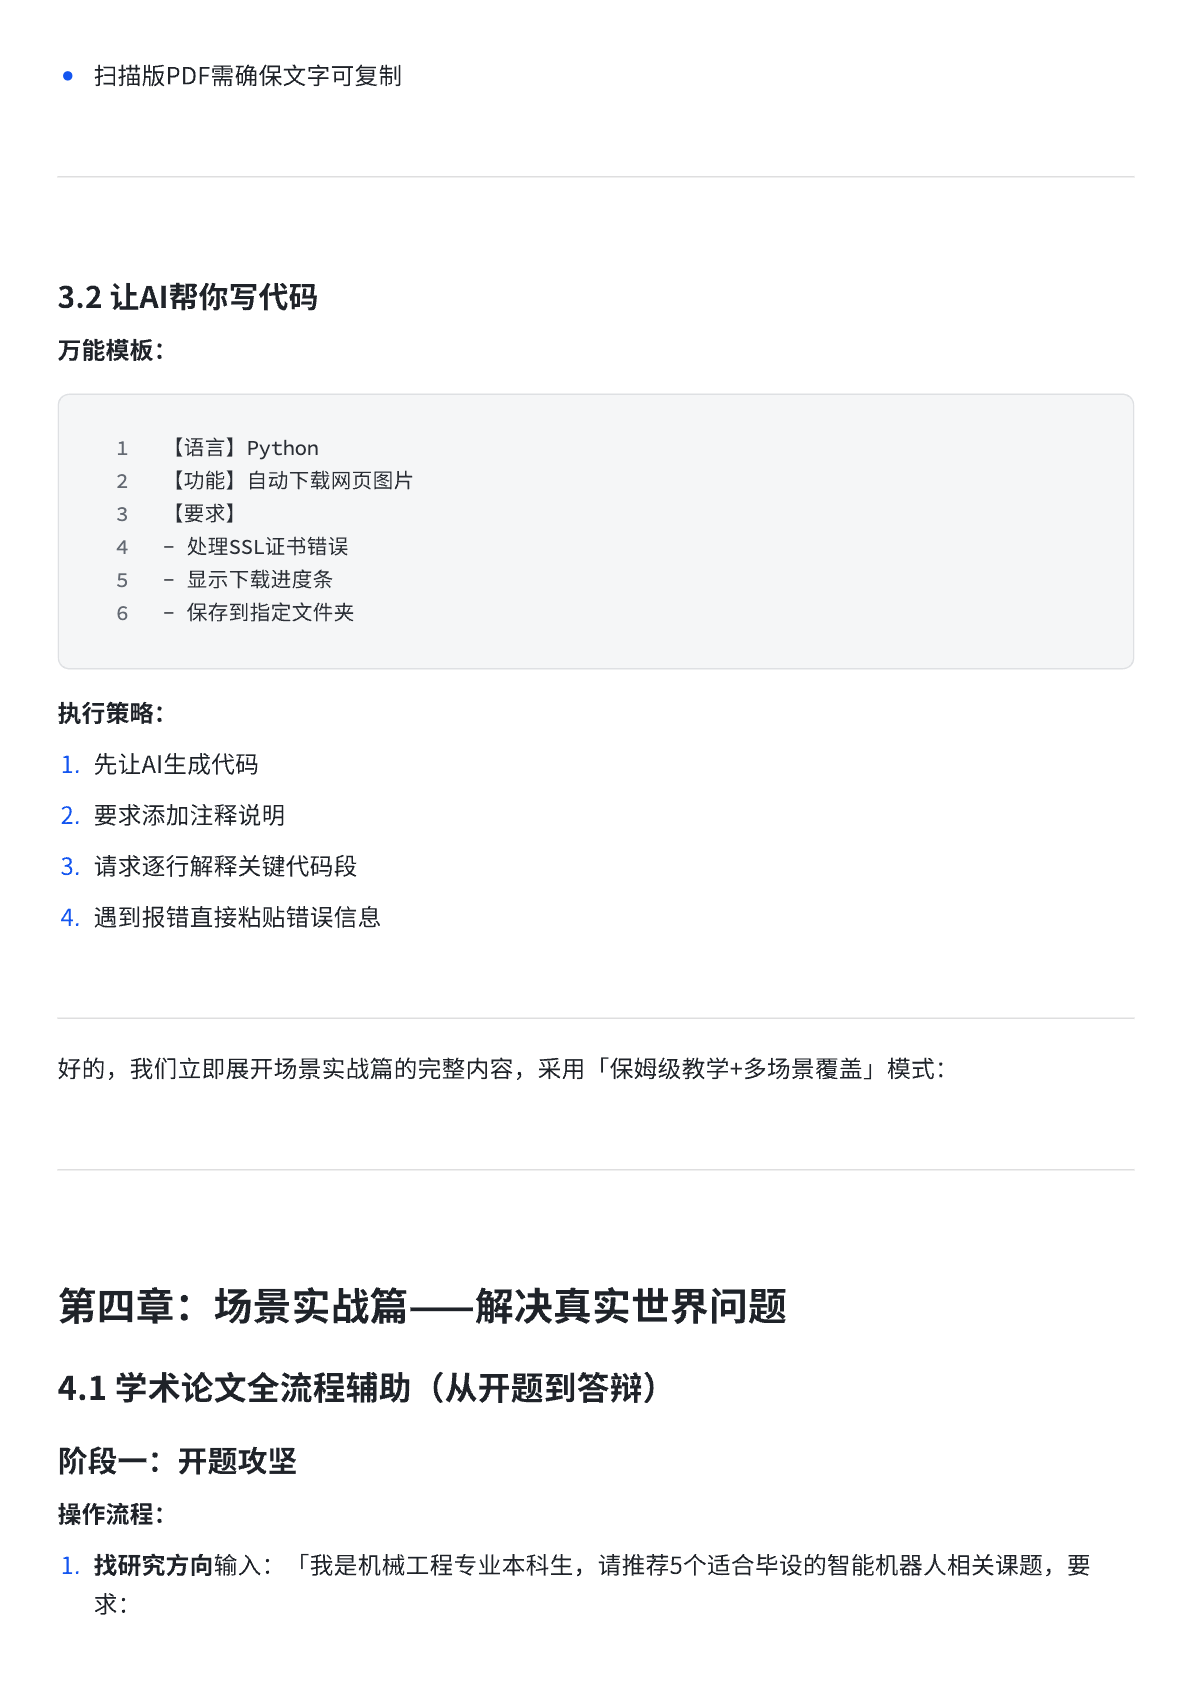 • 扫描版PDF需确保文字可复制
3.2 让AI帮你写代码
万能模板：
1 【语言】Python
2 【功能】自动下载网页图片
3 【要求】
4 - 处理SSL证书错误
5 - 显示下载进度条
6 - 保存到指定文件夹
执行策略：
1. 先让AI生成代码
2. 要求添加注释说明
3. 请求逐行解释关键代码段
4. 遇到报错直接粘贴错误信息
好的，我们立即展开场景实战篇的完整内容，采用「保姆级教学+多场景覆盖」模式：
第四章：场景实战篇——解决真实世界问题
4.1 学术论文全流程辅助（从开题到答辩）
阶段一：开题攻坚
操作流程：
1. 找研究方向输入：「我是机械工程专业本科生，请推荐5个适合毕设的智能机器人相关课题，要
求：